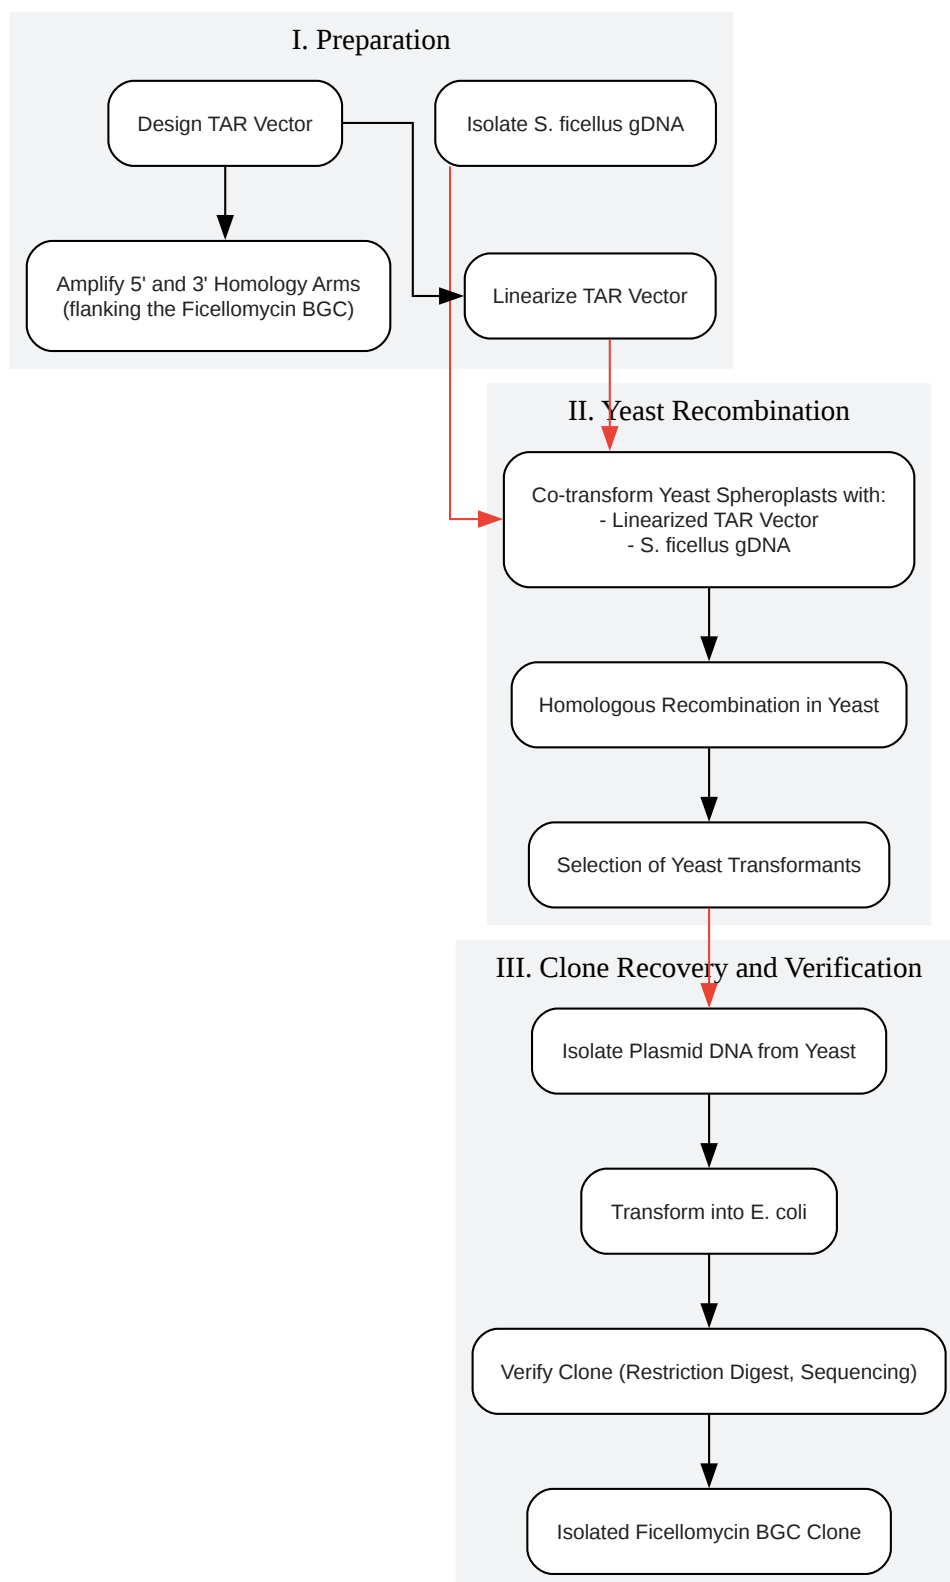 I. Preparation
Design TAR Vector
Isolate S. ficellus gDNA
Amplify 5' and 3' Homology Arms
(flanking the Ficellomycin BGC)
Linearize TAR Vector
II. Yeast Recombination
Co-transform Yeast Spheroplasts with:
- Linearized TAR Vector
- S. ficellus gDNA
Homologous Recombination in Yeast
Selection of Yeast Transformants
III. Clone Recovery and Verification
Isolate Plasmid DNA from Yeast
Transform into E. coli
Verify Clone (Restriction Digest, Sequencing)
Isolated Ficellomycin BGC Clone